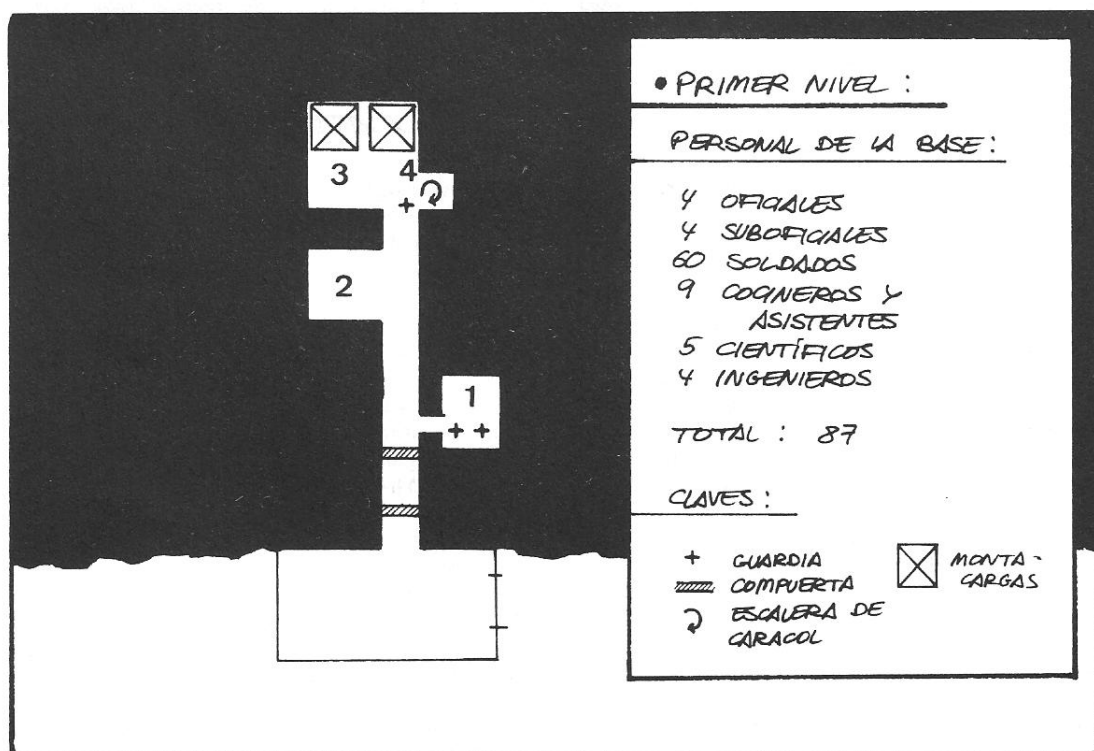 • PRIMER NIVEL :
PERSONAL DE LA BASE :
4 OFICIALES
4 SUBOFICIALES
60 SOLDADOS
9 COCINEROS Y
ASISTENTES
5 CIENTÍFICOS
4 INGENIEROS
TOTAL : 87
CLAVES :
+ GUARDIA
COMPUERTA
ESCALERA DE
CARACOL
MONTA-
CARGAS
3
4
2
1